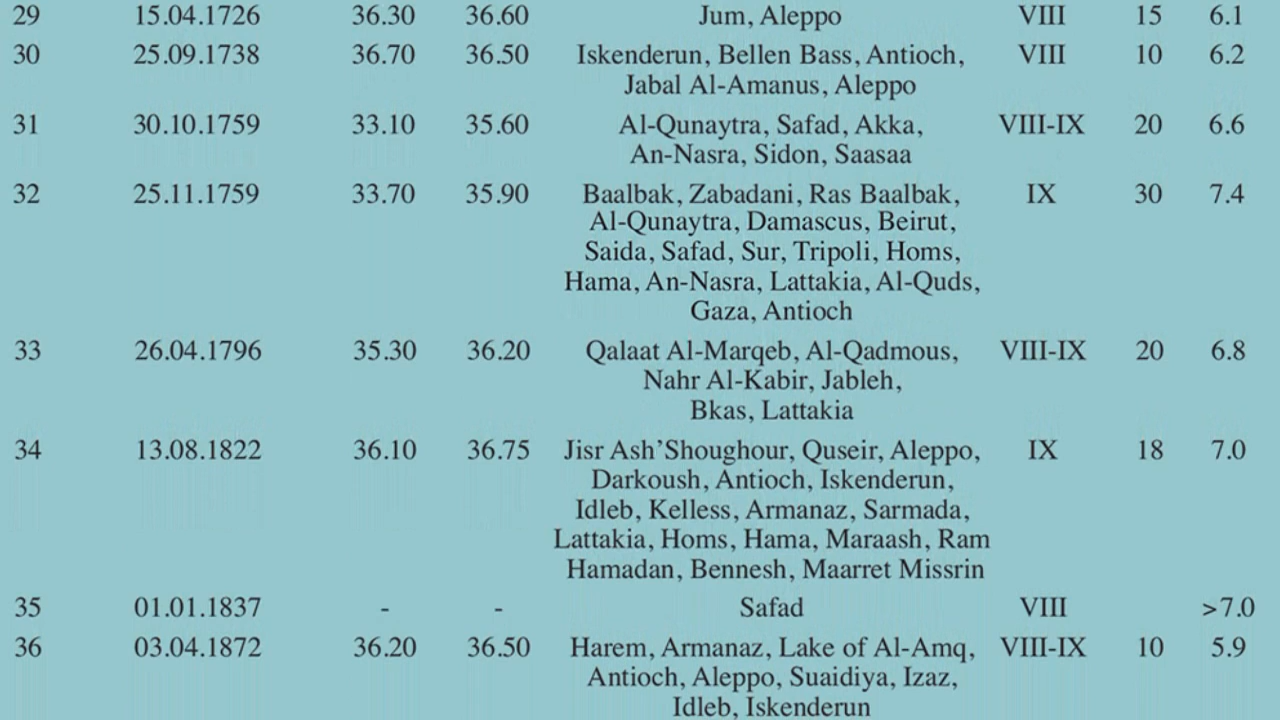 29 15.04.1726 36.30 36.60 Jum, Aleppo VIII 15 6.1
30 25.09.1738 36.70 36.50 Iskenderun, Bellen Bass, Antioch, VIII 10 6.2
Jabal Al-Amanus, Aleppo
31 30.10.1759 33.10 35.60 Al-Qunaytra, Safad, Akka, VIII-IX 20 6.6
An-Nasra, Sidon, Saasaa
32 25.11.1759 33.70 35.90 Baalbak, Zabadani, Ras Baalbak, IX 30 7.4
Al-Qunaytra, Damascus, Beirut,
Saida, Safad, Sur, Tripoli, Homs,
Hama, An-Nasra, Lattakia, Al-Quds,
Gaza, Antioch
33 26.04.1796 35.30 36.20 Qalaat Al-Marqeb, Al-Qadmous, VIII-IX 20 6.8
Nahr Al-Kabir, Jableh,
Bkas, Lattakia
34 13.08.1822 36.10 36.75 Jisr Ash'Shoughour, Quseir, Aleppo, IX 18 7.0
Darkoush, Antioch, Iskenderun,
Idleb, Kelless, Armanaz, Sarmada,
Lattakia, Homs, Hama, Maraash, Ram
Hamadan, Bennesh, Maarret Missrin
35 01.01.1837 - - Safad VIII >7.0
36 03.04.1872 36.20 36.50 Harem, Armanaz, Lake of Al-Amq, VIII-IX 10 5.9
Antioch, Aleppo, Suaidiya, Izaz,
Idleb, Iskenderun